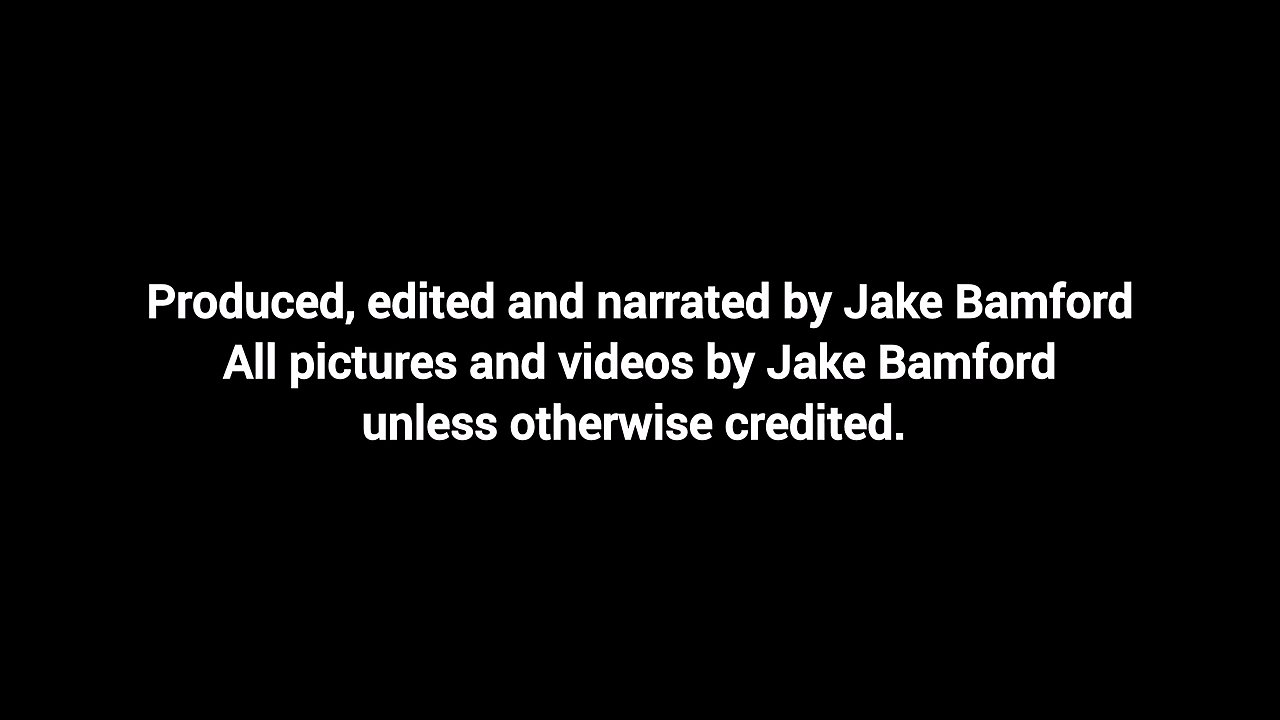 Produced, edited and narrated by Jake Bamford
All pictures and videos by Jake Bamford
unless otherwise credited.